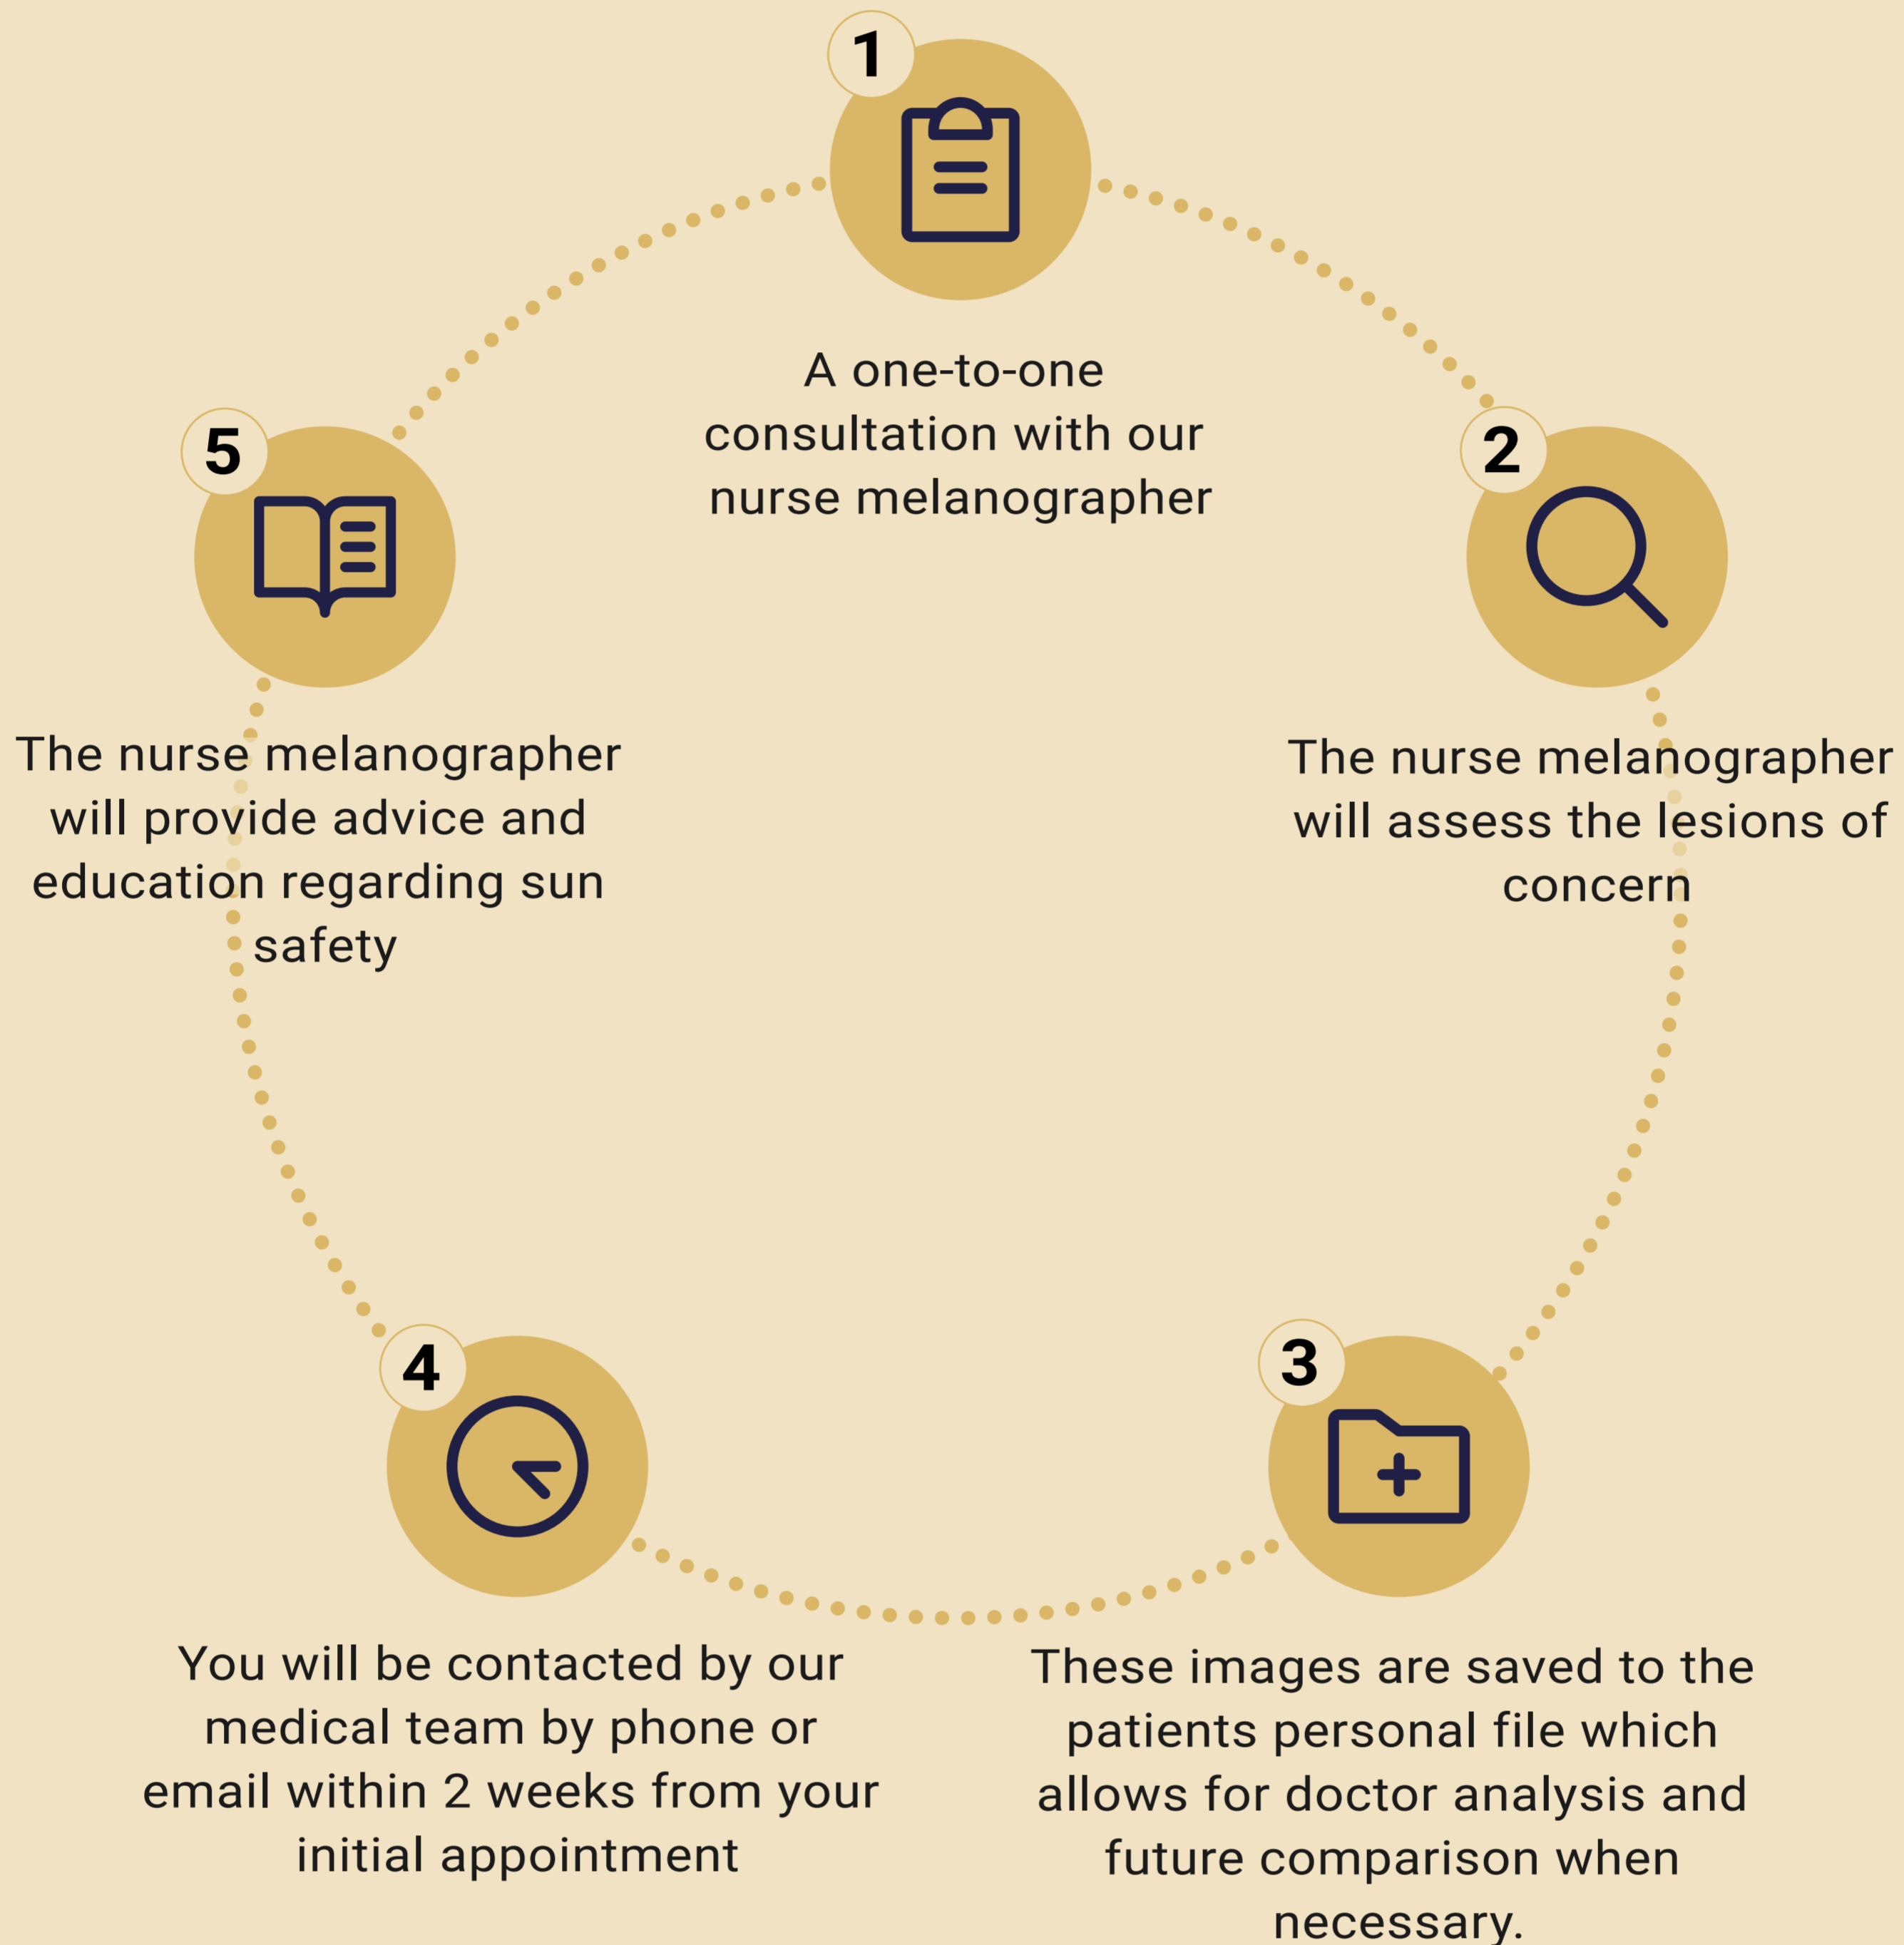 1
A one-to-one
consultation with our
nurse melanographer
2
The nurse melanographer
will assess the lesions of
concern
3
These images are saved to the
patients personal file which
allows for doctor analysis and
future comparison when
necessary.
4
You will be contacted by our
medical team by phone or
email within 2 weeks from your
initial appointment
5
The nurse melanographer
will provide advice and
education regarding sun
safety